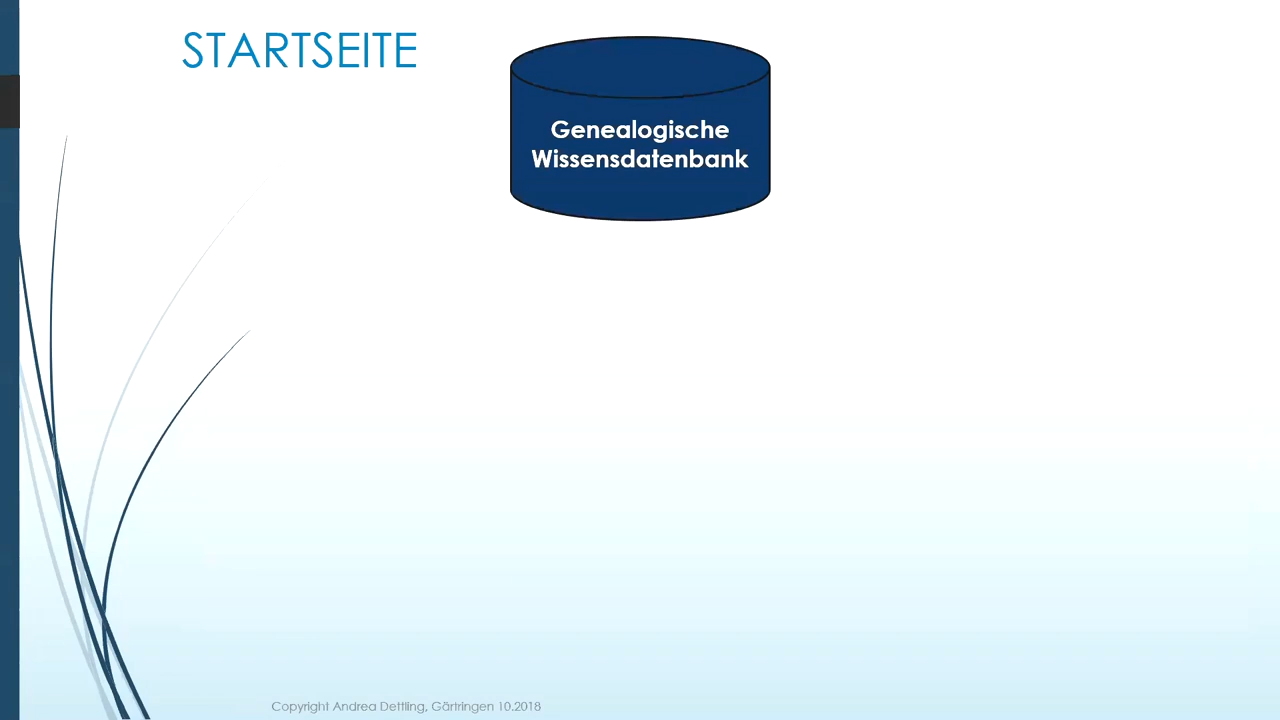 STARTSEITE
Genealogische
Wissensdatenbank
Copyright Andrea Dettling, Gärtringen 10.2018